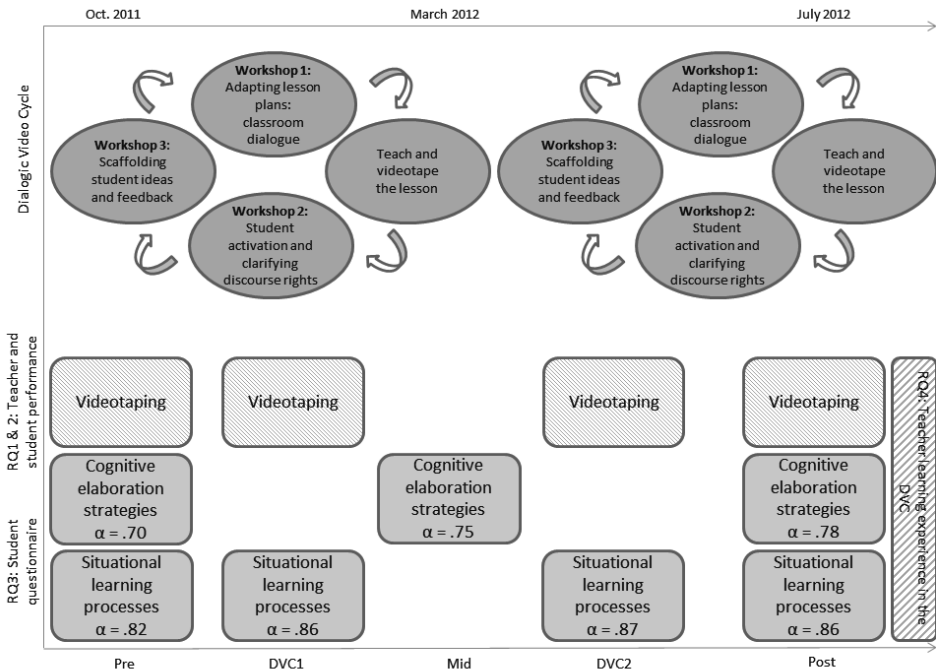 Oct. 2011
March 2012
July 2012
Dialogic Video Cycle
Workshop 1:
Adapting lesson
plans:
classroom
dialogue
Workshop 3:
Scaffolding
student ideas
and feedback
Teach and
videotape
the lesson
Workshop 2:
Student
activation and
clarifying
discourse rights
Workshop 1:
Adapting lesson
plans:
classroom
dialogue
Workshop 3:
Scaffolding
student ideas
and feedback
Teach and
videotape
the lesson
Workshop 2:
Student
activation and
clarifying
discourse rights
RQ1 & 2: Teacher and
student performance
Videotaping
Videotaping
Videotaping
Videotaping
RQ3: Student
questionnaire
Cognitive
elaboration
strategies
α = .70
Cognitive
elaboration
strategies
α = .75
Cognitive
elaboration
strategies
α = .78
Situational
learning
processes
α = .82
Situational
learning
processes
α = .86
Situational
learning
processes
α = .87
Situational
learning
processes
α = .86
RQ4: Teacher learning experience in the
DVC
Pre
DVC1
Mid
DVC2
Post